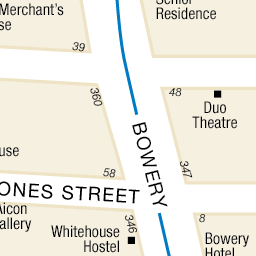 Merchant's
se
Senior
Residence
39
360
48
Duo
Theatre
BOWERY
347
use
58
ONES STREET
Aicon
allery
346
Whitehouse
Hostel
8
Bowery
Hotel